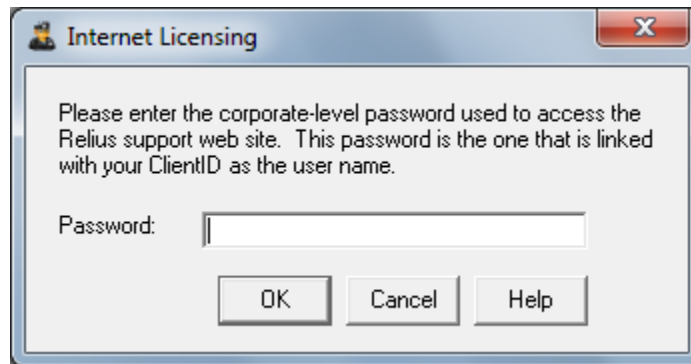 Internet Licensing
Please enter the corporate-level password used to access the
Relius support web site.  This password is the one that is linked
with your ClientID as the user name.
Password:
OK Cancel Help